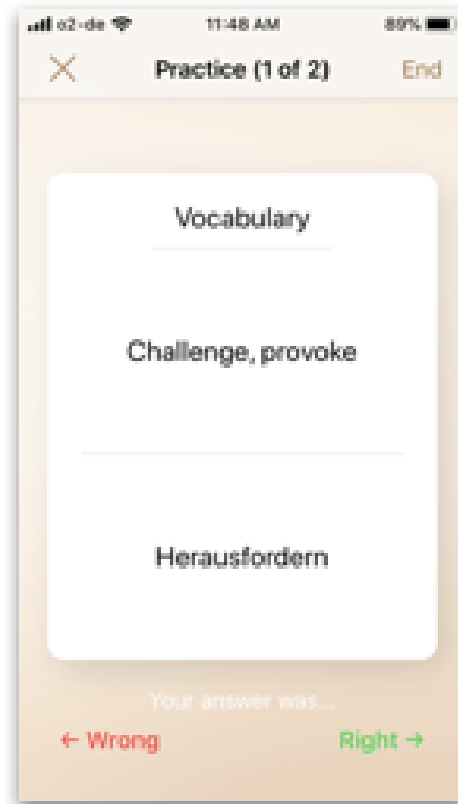 o2-de 11:48 AM 89%
Practice (1 of 2) End
Vocabulary
Challenge, provoke
Herausfordern
Your answer was...
← Wrong Right →